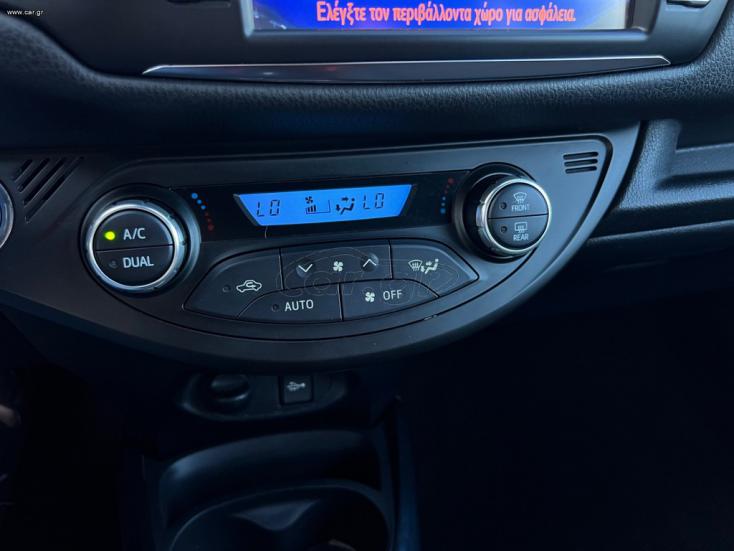 www.car.gr
Ελέγξτε τον περιβάλλοντα χώρο για ασφάλεια.
LO LO
A/C
DUAL
FRONT
REAR
AUTO
OFF